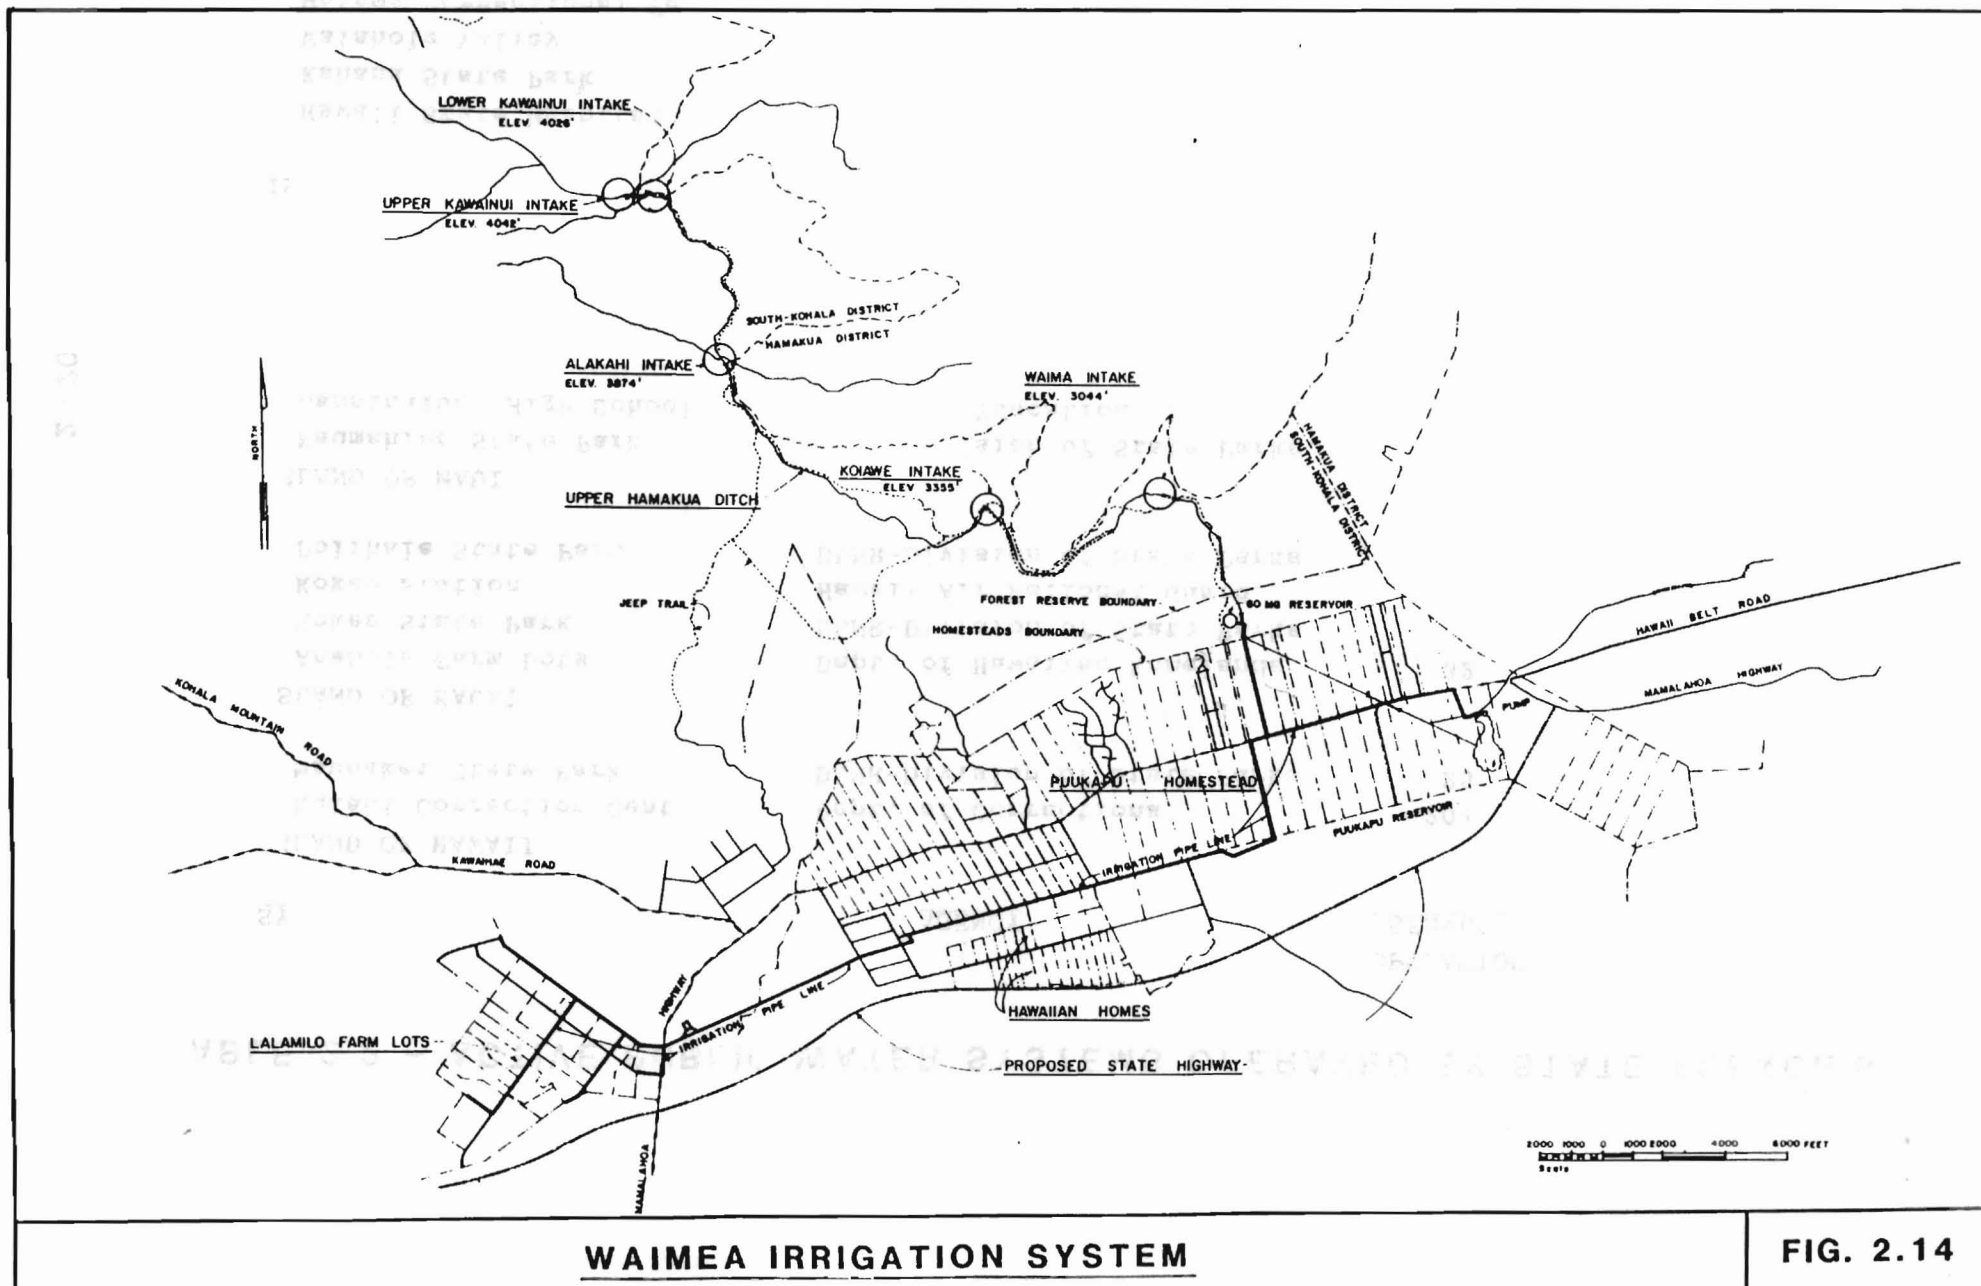 LOWER KAWAINUI INTAKE
ELEV. 4026'
UPPER KAWAINUI INTAKE
ELEV. 4042'
SOUTH-KOHALA DISTRICT
HAMAKUA DISTRICT
ALAKAHI INTAKE
ELEV. 3874'
WAIMA INTAKE
ELEV. 3044'
NORTH
HAMAKUA DISTRICT
SOUTH-KOHALA DISTRICT
KOIAWE INTAKE
ELEV 3355'
UPPER HAMAKUA DITCH
JEEP TRAIL
FOREST RESERVE BOUNDARY
60 MG RESERVOIR
HOMESTEADS BOUNDARY
HAWAII BELT ROAD
MAMALAHOA HIGHWAY
PUMP
KOHALA MOUNTAIN ROAD
PUUKAPU HOMESTEAD
PUUKAPU RESERVOIR
IRRIGATION PIPE LINE
KAWAIHAE ROAD
HIGHWAY
IRRIGATION PIPE LINE
HAWAIIAN HOMES
LALAMILO FARM LOTS
PROPOSED STATE HIGHWAY
MAMALAHOA
2000 1000 0 1000 2000 4000 6000 FEET
Scale
WAIMEA IRRIGATION SYSTEM
FIG. 2.14